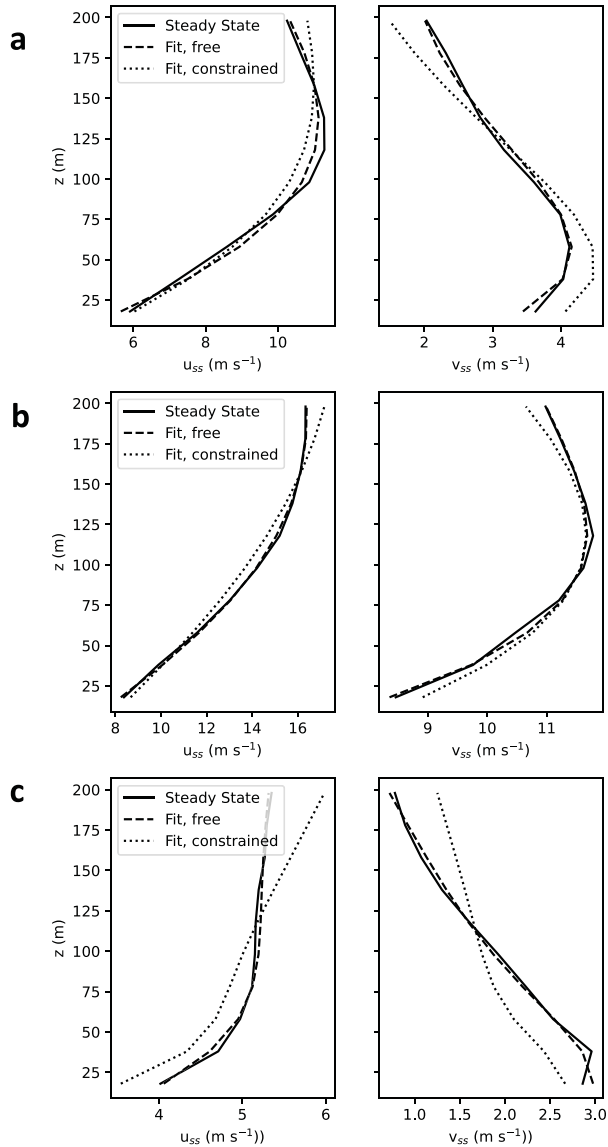 a
Steady State
Fit, free
Fit, constrained
z (m)
200
175
150
125
100
75
50
25
6 8 10
u_ss (m s⁻¹)
2 3 4
v_ss (m s⁻¹)
b
Steady State
Fit, free
Fit, constrained
z (m)
200
175
150
125
100
75
50
25
8 10 12 14 16
u_ss (m s⁻¹)
9 10 11
v_ss (m s⁻¹)
c
Steady State
Fit, free
Fit, constrained
z (m)
200
175
150
125
100
75
50
25
4 5 6
u_ss (m s⁻¹))
1.0 1.5 2.0 2.5 3.0
v_ss (m s⁻¹))